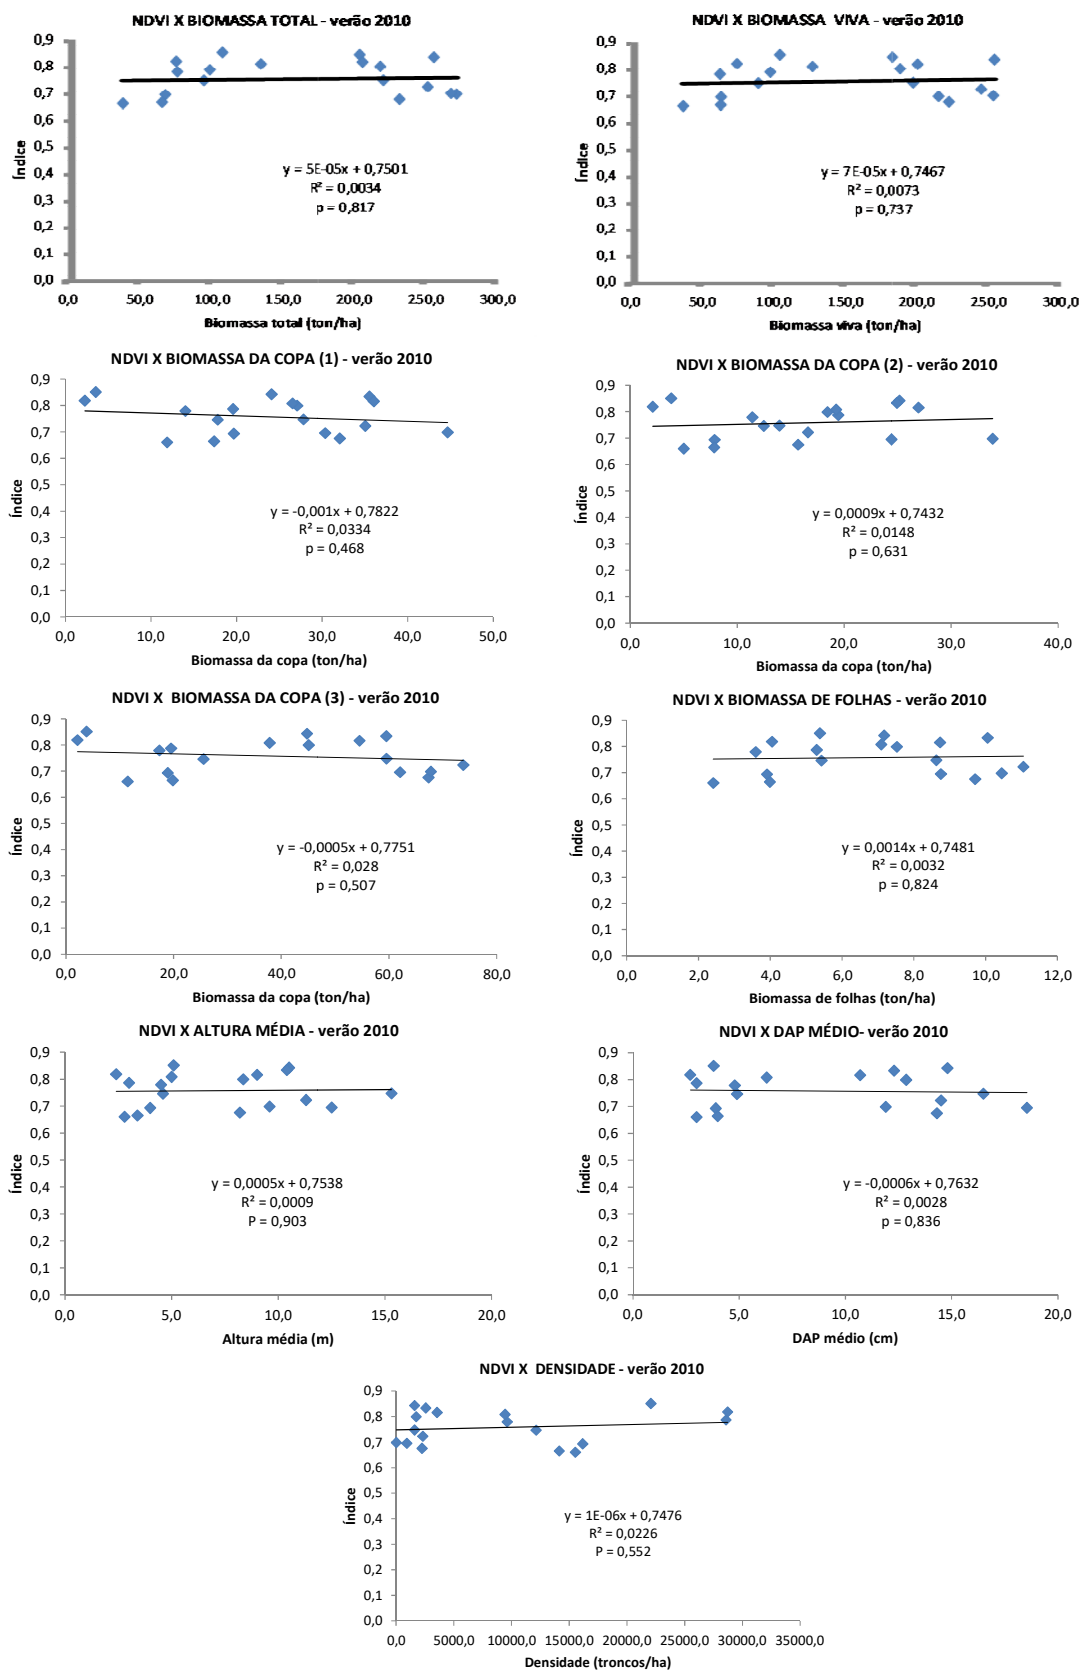 NDVI X BIOMASSA TOTAL - verão 2010
0,9
0,8
0,7
0,6
0,5
0,4
0,3
0,2
0,1
0,0
Índice
y = 5E-05x + 0,7501
R² = 0,0034
p = 0,817
0,0 50,0 100,0 150,0 200,0 250,0 300,0
Biomassa total (ton/ha)
NDVI X BIOMASSA VIVA - verão 2010
0,9
0,8
0,7
0,6
0,5
0,4
0,3
0,2
0,1
0,0
Índice
y = 7E-05x + 0,7467
R² = 0,0073
p = 0,737
0,0 50,0 100,0 150,0 200,0 250,0 300,0
Biomassa viva (ton/ha)
NDVI X BIOMASSA DA COPA (1) - verão 2010
0,9
0,8
0,7
0,6
0,5
0,4
0,3
0,2
0,1
0,0
Índice
y = -0,001x + 0,7822
R² = 0,0334
p = 0,468
0,0 10,0 20,0 30,0 40,0 50,0
Biomassa da copa (ton/ha)
NDVI X BIOMASSA DA COPA (2) - verão 2010
0,9
0,8
0,7
0,6
0,5
0,4
0,3
0,2
0,1
0,0
Índice
y = 0,0009x + 0,7432
R² = 0,0148
p = 0,631
0,0 10,0 20,0 30,0 40,0
Biomassa da copa (ton/ha)
NDVI X BIOMASSA DA COPA (3) - verão 2010
0,9
0,8
0,7
0,6
0,5
0,4
0,3
0,2
0,1
0,0
Índice
y = -0,0005x + 0,7751
R² = 0,028
p = 0,507
0,0 20,0 40,0 60,0 80,0
Biomassa da copa (ton/ha)
NDVI X BIOMASSA DE FOLHAS - verão 2010
0,9
0,8
0,7
0,6
0,5
0,4
0,3
0,2
0,1
0,0
Índice
y = 0,0014x + 0,7481
R² = 0,0032
p = 0,824
0,0 2,0 4,0 6,0 8,0 10,0 12,0
Biomassa de folhas (ton/ha)
NDVI X ALTURA MÉDIA - verão 2010
0,9
0,8
0,7
0,6
0,5
0,4
0,3
0,2
0,1
0,0
Índice
y = 0,0005x + 0,7538
R² = 0,0009
P = 0,903
0,0 5,0 10,0 15,0 20,0
Altura média (m)
NDVI X DAP MÉDIO- verão 2010
0,9
0,8
0,7
0,6
0,5
0,4
0,3
0,2
0,1
0,0
Índice
y = -0,0006x + 0,7632
R² = 0,0028
p = 0,836
0,0 5,0 10,0 15,0 20,0
DAP médio (cm)
NDVI X DENSIDADE - verão 2010
0,9
0,8
0,7
0,6
0,5
0,4
0,3
0,2
0,1
0,0
Índice
y = 1E-06x + 0,7476
R² = 0,0226
P = 0,552
0,0 5000,0 10000,0 15000,0 20000,0 25000,0 30000,0 35000,0
Densidade (troncos/ha)